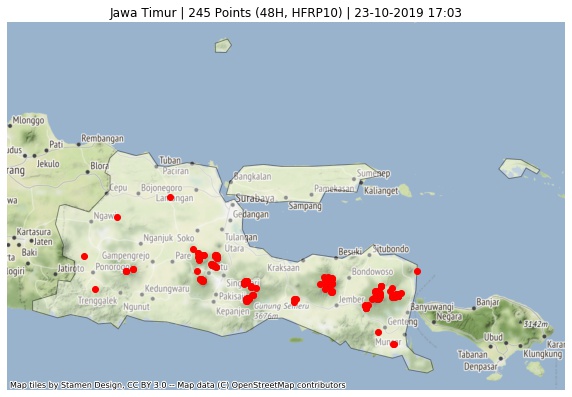 Jawa Timur | 245 Points (48H, HFRP10) | 23-10-2019 17:03
Mlonggo
Rembangan
Pati
udus
Jekulo
rang
Blora
Tuban
Paciran
Bangkalan
Sumenep
Cepu
Bojonegoro
Pamekasan
Kalianget
wa
Surabaya
Sampang
Gedangan
Ngawi
Kartasura
Jaten
Nganjuk
Soko
Tulangan
Utara
Besuki
Situbondo
Baki
Gampengrejo
Pare
Kraksaan
ogiri
Jatiroto
Ponorogo
Bondowoso
Trenggalek
Kedungwaru
Pakisaji
Gunung Semeru
3676m
Jember
Banyuwangi
Banjar
Ngunut
Kepanjen
Genteng
Negara
3142m
Muncar
Ubud
Karan
Tabanan
Klungkung
Denpasar
Map tiles by Stamen Design, CC BY 3.0 -- Map data (C) OpenStreetMap contributors